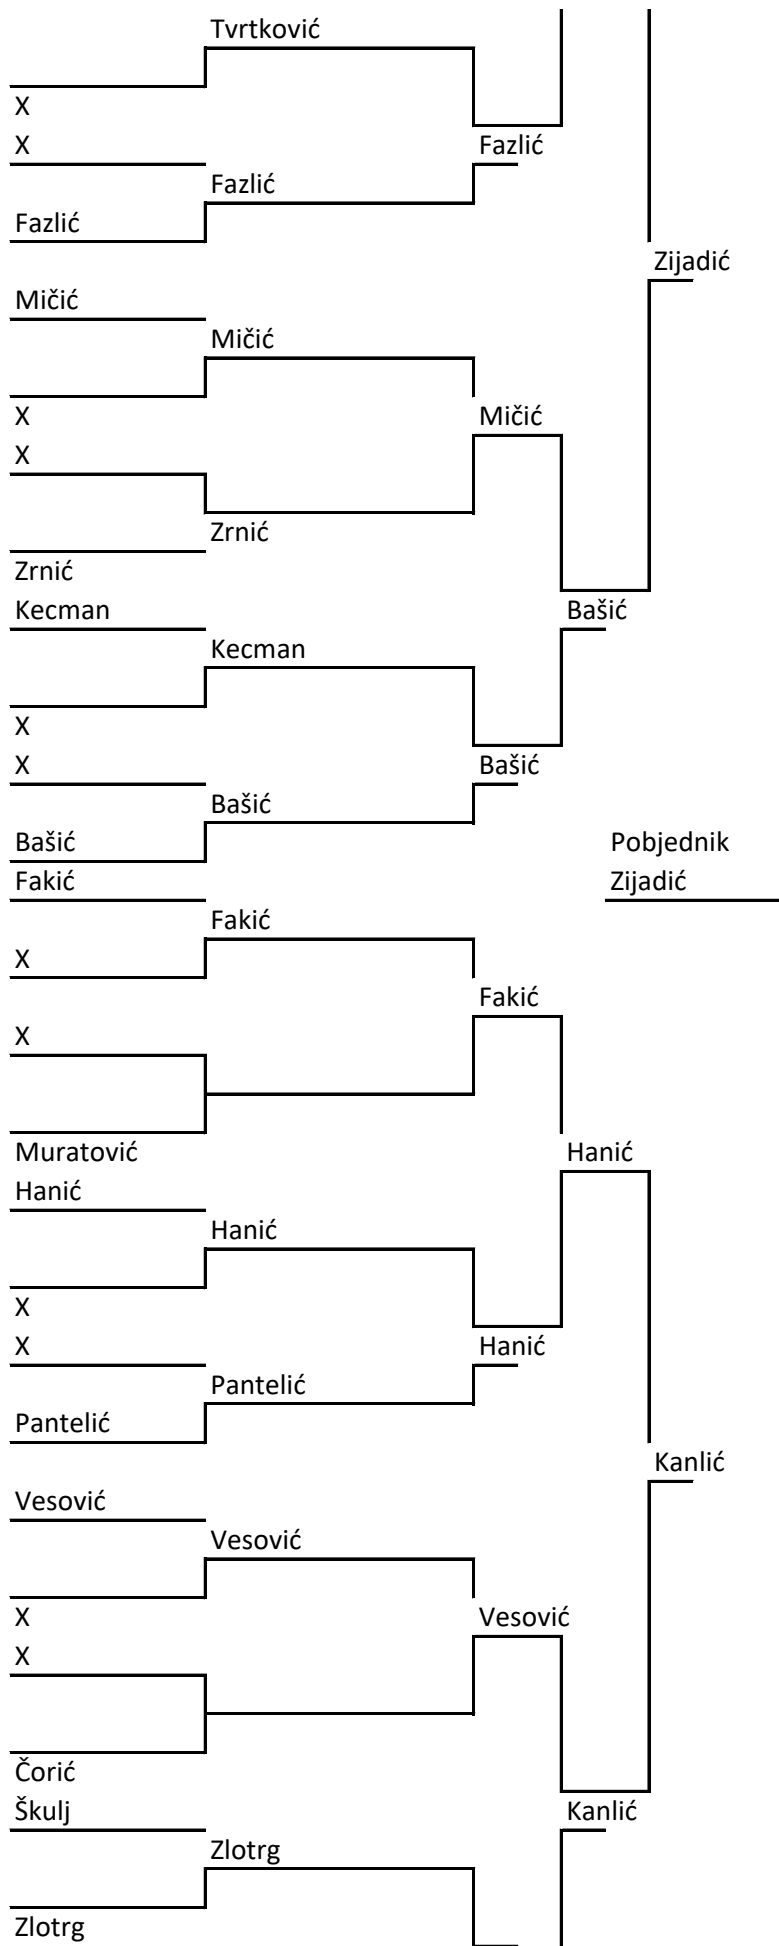 Tvrtković
X
X
Fazlić
Fazlić
Fazlić
Zijadić
Mičić
Mičić
X
Mičić
X
Zrnić
Zrnić
Kecman
Bašić
Kecman
X
X
Bašić
Bašić
Bašić
Pobjednik
Fakić
Zijadić
Fakić
X
Fakić
X
Muratović
Hanić
Hanić
Hanić
X
X
Hanić
Pantelić
Pantelić
Kanlić
Vesović
Vesović
X
Vesović
X
Čorić
Škulj
Kanlić
Zlotrg
Zlotrg